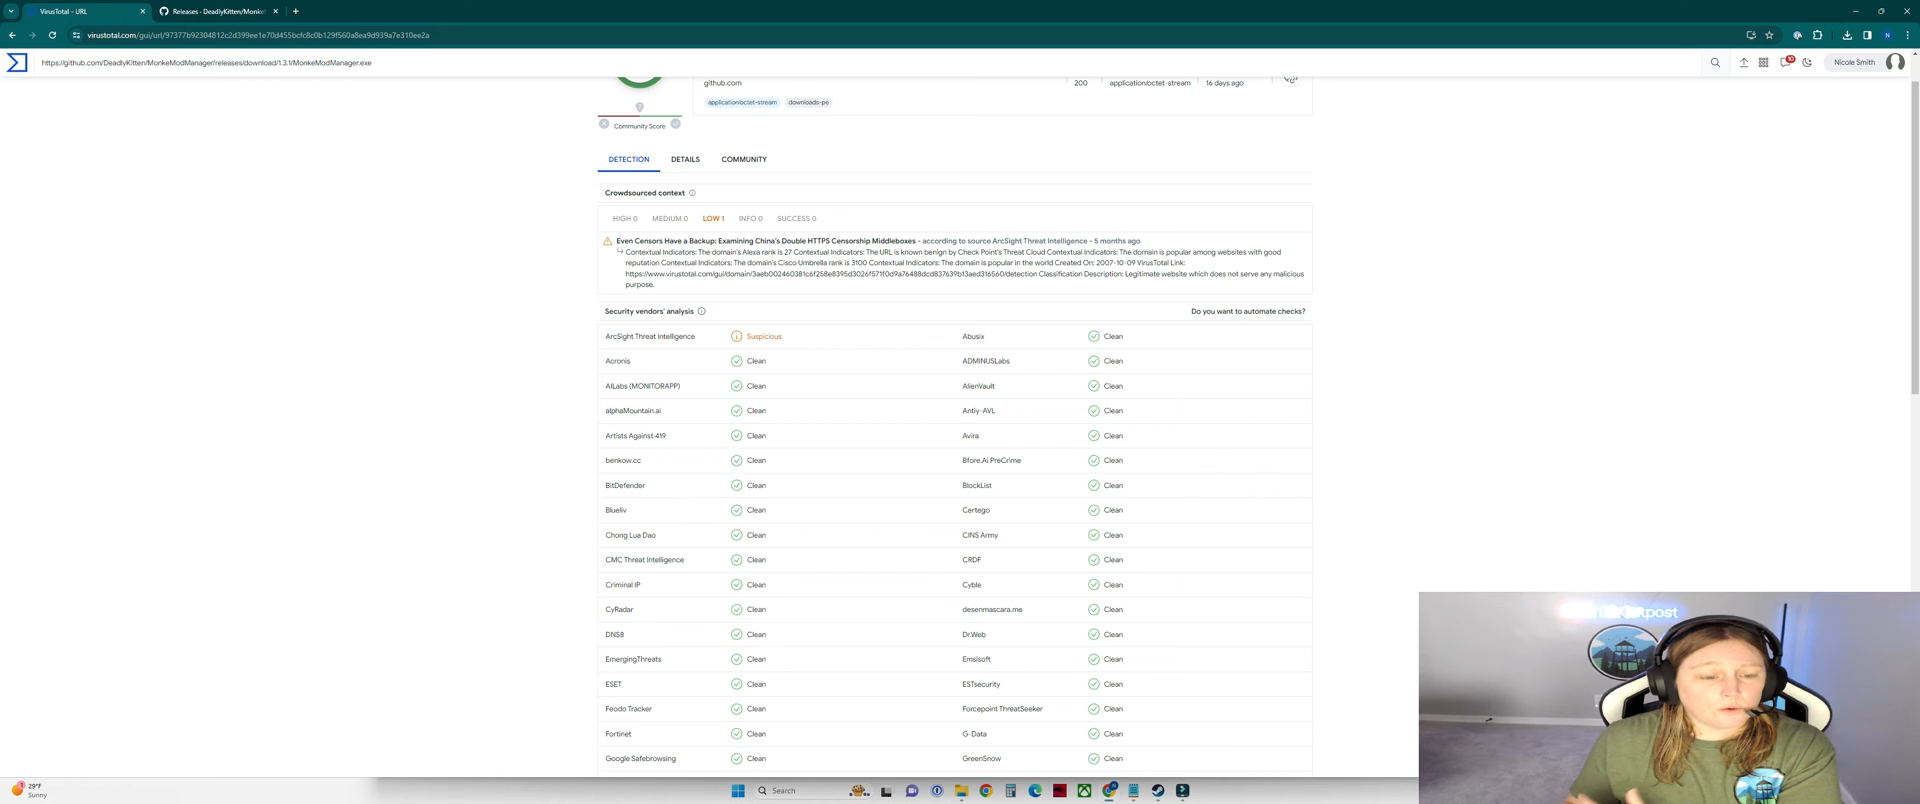 VirusTotal - URL
Releases · DeadlyKitten/Monke
virustotal.com/gui/url/97377b92304812c2d399ee1e70d455bcfc8c0b129f560a8ea9d939a7e310ee2a
https://github.com/DeadlyKitten/MonkeModManager/releases/download/1.3.1/MonkeModManager.exe
Nicole Smith
github.com
200
application/octet-stream
16 days ago
application/octet-stream
downloads-pe
Community Score
DETECTION
DETAILS
COMMUNITY
Crowdsourced context
HIGH 0
MEDIUM 0
LOW 1
INFO 0
SUCCESS 0
Even Censors Have a Backup: Examining China's Double HTTPS Censorship Middleboxes - according to source ArcSight Threat Intelligence - 5 months ago
Contextual Indicators: The domain's Alexa rank is 27 Contextual Indicators: The URL is known benign by Check Point's Threat Cloud Contextual Indicators: The domain is popular among websites with good
reputation Contextual Indicators: The domain's Cisco Umbrella rank is 3100 Contextual Indicators: The domain is popular in the world Created On: 2007-10-09 VirusTotal Link:
https://www.virustotal.com/gui/domain/3aeb002460381c6f258e8395d3026f571f0d9a76488dcd837639b13aed316560/detection Classification Description: Legitimate website which does not serve any malicious
purpose.
Security vendors' analysis
Do you want to automate checks?
ArcSight Threat Intelligence Suspicious Abusix Clean
Acronis Clean ADMINUSLabs Clean
AILabs (MONITORAPP) Clean AlienVault Clean
alphaMountain.ai Clean Antiy-AVL Clean
Artists Against 419 Clean Avira Clean
benkow.cc Clean Bfore.Ai PreCrime Clean
BitDefender Clean BlockList Clean
Blueliv Clean Certego Clean
Chong Lua Dao Clean CINS Army Clean
CMC Threat Intelligence Clean CRDF Clean
Criminal IP Clean Cyble Clean
CyRadar Clean desenmascara.me Clean
DNS8 Clean Dr.Web Clean
EmergingThreats Clean Emsisoft Clean
ESET Clean ESTsecurity Clean
Feodo Tracker Clean Forcepoint ThreatSeeker Clean
Fortinet Clean G-Data Clean
Google Safebrowsing Clean GreenSnow Clean
29°F
Sunny
Search